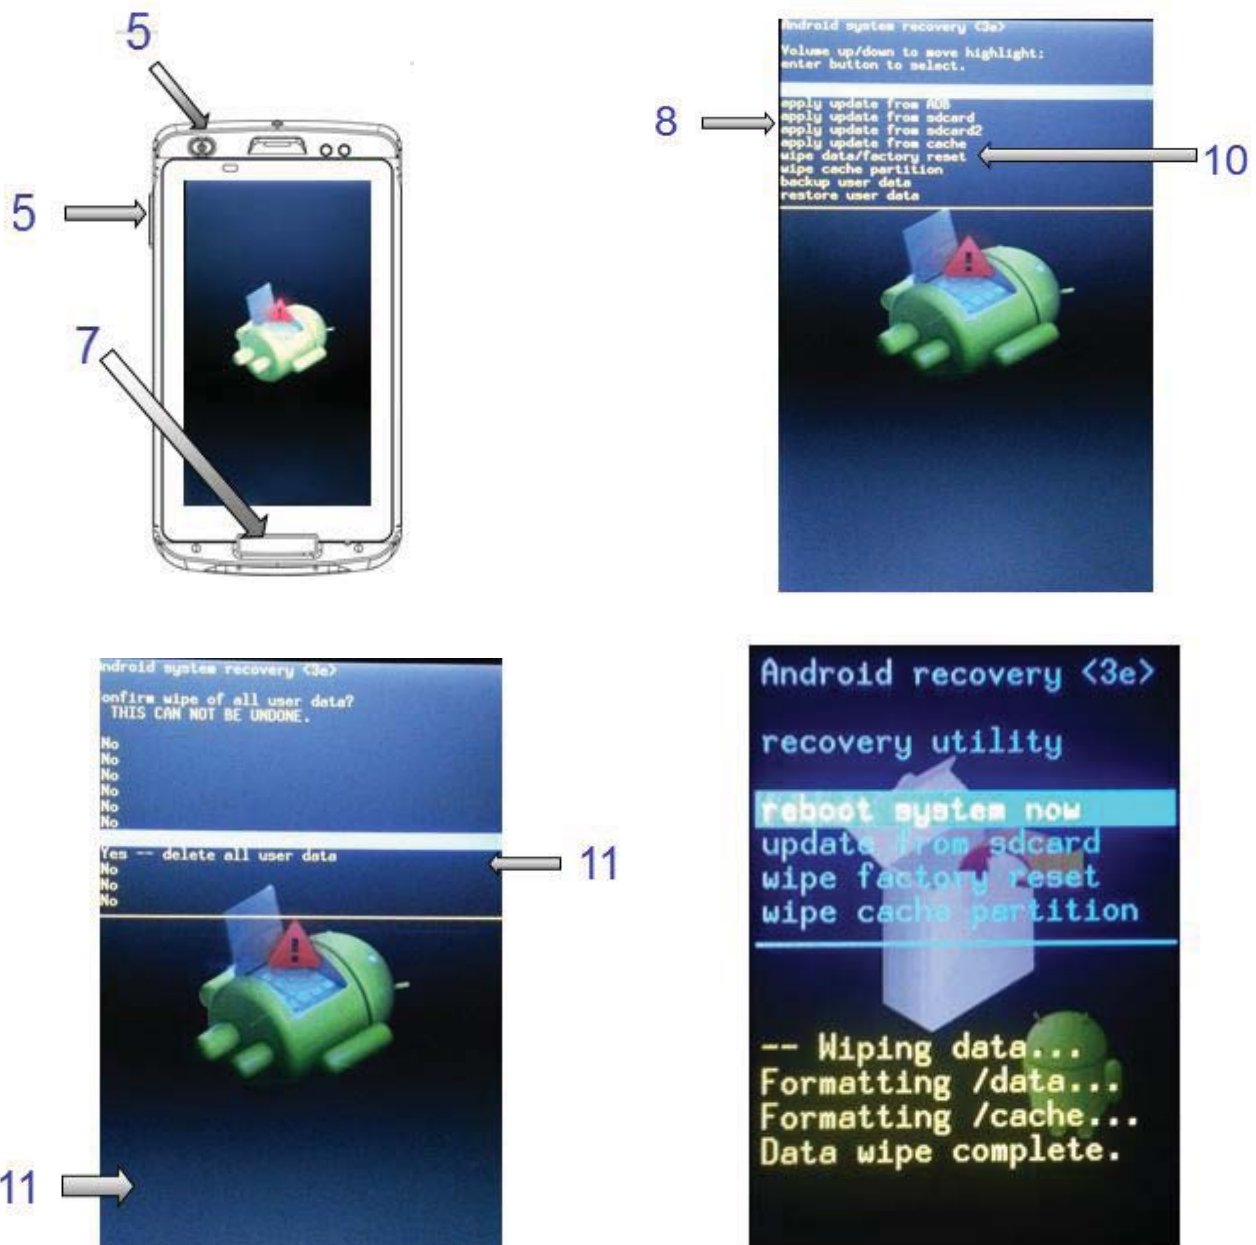 5
5
7
Android system recovery <3e>
Volume up/down to move highlight;
enter button to select.
apply update from ADB
apply update from sdcard
apply update from sdcard2
apply update from cache
wipe data/factory reset
wipe cache partition
backup user data
restore user data
8
10
ndroid system recovery <3e>
onfirm wipe of all user data?
THIS CAN NOT BE UNDONE.
No
No
No
No
No
No
Yes -- delete all user data
No
No
No
11
11
Android recovery <3e>
recovery utility
reboot system now
update from sdcard
wipe factory reset
wipe cache partition
-- Wiping data...
Formatting /data...
Formatting /cache...
Data wipe complete.